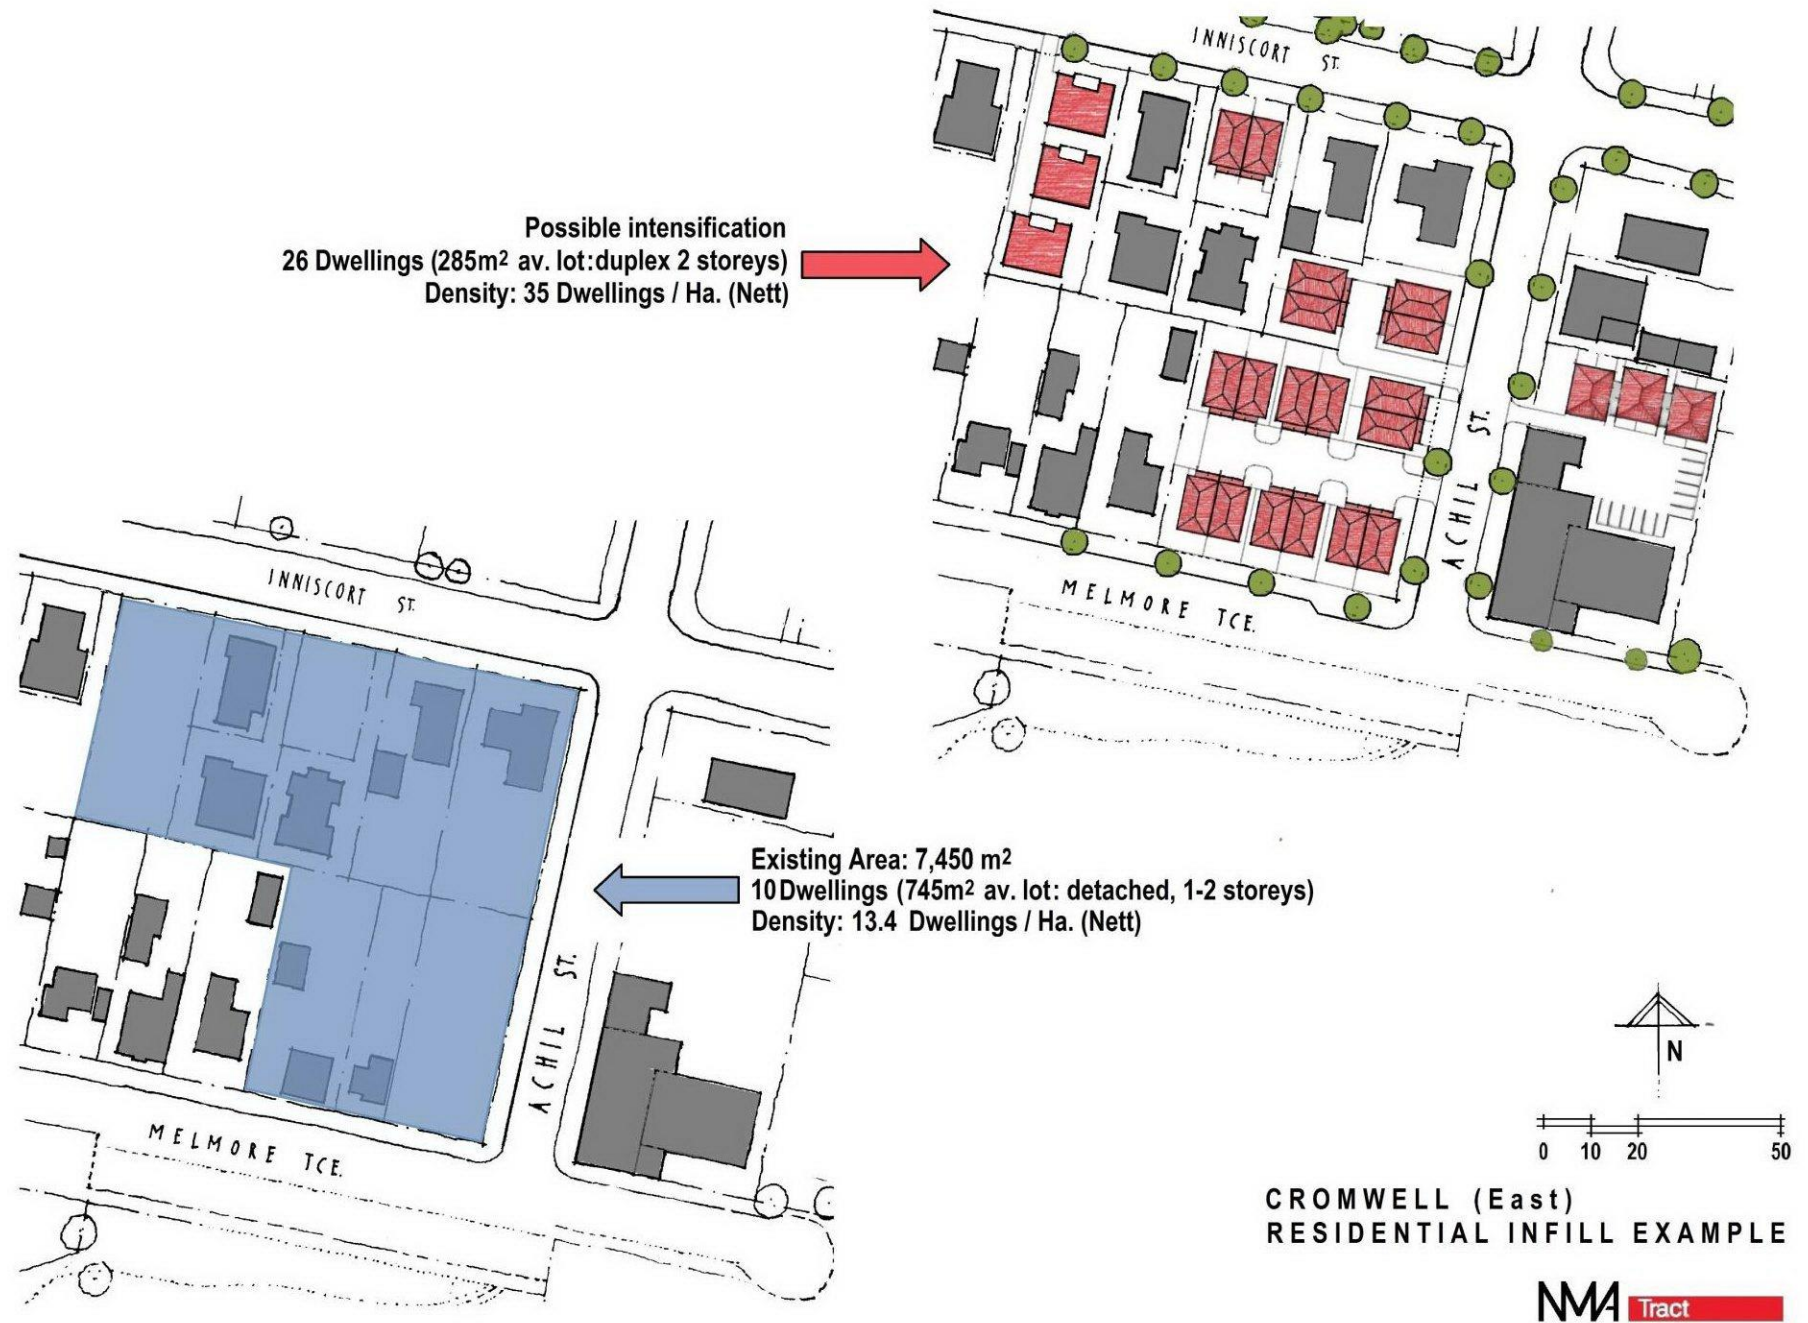 INNISCORT ST.
Possible intensification
26 Dwellings (285m² av. lot:duplex 2 storeys)
Density: 35 Dwellings / Ha. (Nett)
ACHIL ST.
MELMORE TCE.
INNISCORT ST.
Existing Area: 7,450 m²
10 Dwellings (745m² av. lot: detached, 1-2 storeys)
Density: 13.4 Dwellings / Ha. (Nett)
ACHIL ST.
MELMORE TCE.
N
0 10 20 50
CROMWELL (East)
RESIDENTIAL INFILL EXAMPLE
NMA Tract